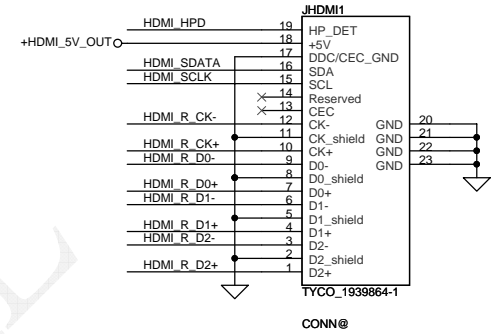 JHDMI1
HDMI_HPD 19 HP_DET
+HDMI_5V_OUT 18 +5V
17 DDC/CEC_GND
HDMI_SDATA 16 SDA
HDMI_SCLK 15 SCL
14 Reserved
13 CEC
HDMI_R_CK- 12 CK- GND 20
11 CK_shield GND 21
HDMI_R_CK+ 10 CK+ GND 22
HDMI_R_D0- 9 D0- GND 23
8 D0_shield
HDMI_R_D0+ 7 D0+
HDMI_R_D1- 6 D1-
5 D1_shield
HDMI_R_D1+ 4 D1+
HDMI_R_D2- 3 D2-
2 D2_shield
HDMI_R_D2+ 1 D2+
TYCO_1939864-1
CONN@